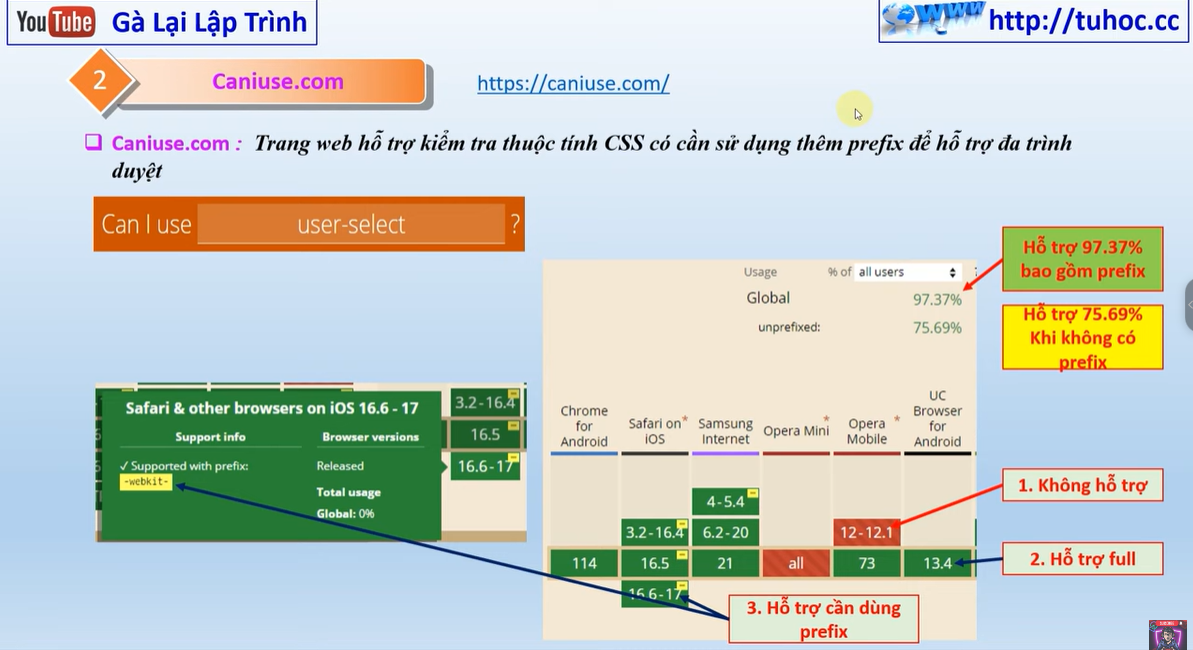 YouTube Gà Lại Lập Trình
WWW http://tuhoc.cc
2 Caniuse.com
https://caniuse.com/
Caniuse.com : Trang web hỗ trợ kiểm tra thuộc tính CSS có cần sử dụng thêm prefix để hỗ trợ đa trình
duyệt
Can I use user-select ?
Usage % of all users
Global 97.37%
unprefixed: 75.69%
Hỗ trợ 97.37%
bao gồm prefix
Hỗ trợ 75.69%
Khi không có
prefix
Safari & other browsers on iOS 16.6 - 17
Support info Browser versions
✓ Supported with prefix: Released
-webkit-
Total usage
Global: 0%
3.2-16.4
16.5
16.6-17
Chrome
for
Android
Safari on *
iOS
Samsung
Internet
Opera Mini *
Opera *
Mobile
UC
Browser
for
Android
4-5.4
3.2-16.4 6.2-20 12-12.1
114 16.5 21 all 73 13.4
16.6-17
1. Không hỗ trợ
2. Hỗ trợ full
3. Hỗ trợ cần dùng
prefix